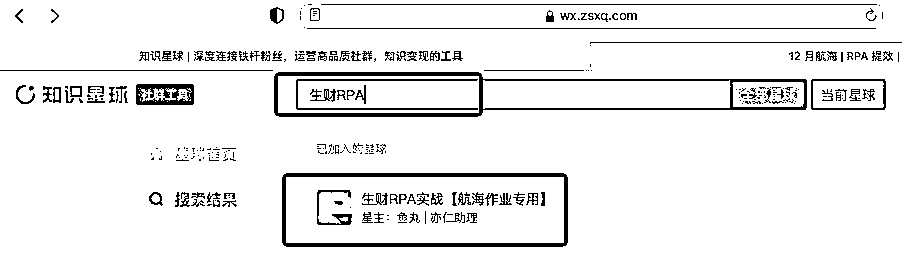 wx.zsxq.com
知识星球 | 深度连接铁杆粉丝，运营高品质社群，知识变现的工具
12 月航海 | RPA 提效 |
知识星球 社群工具
生财RPA
全部星球 当前星球
星球首页
已加入的星球
搜索结果
生财RPA实战【航海作业专用】
星主：鱼丸 | 亦仁助理